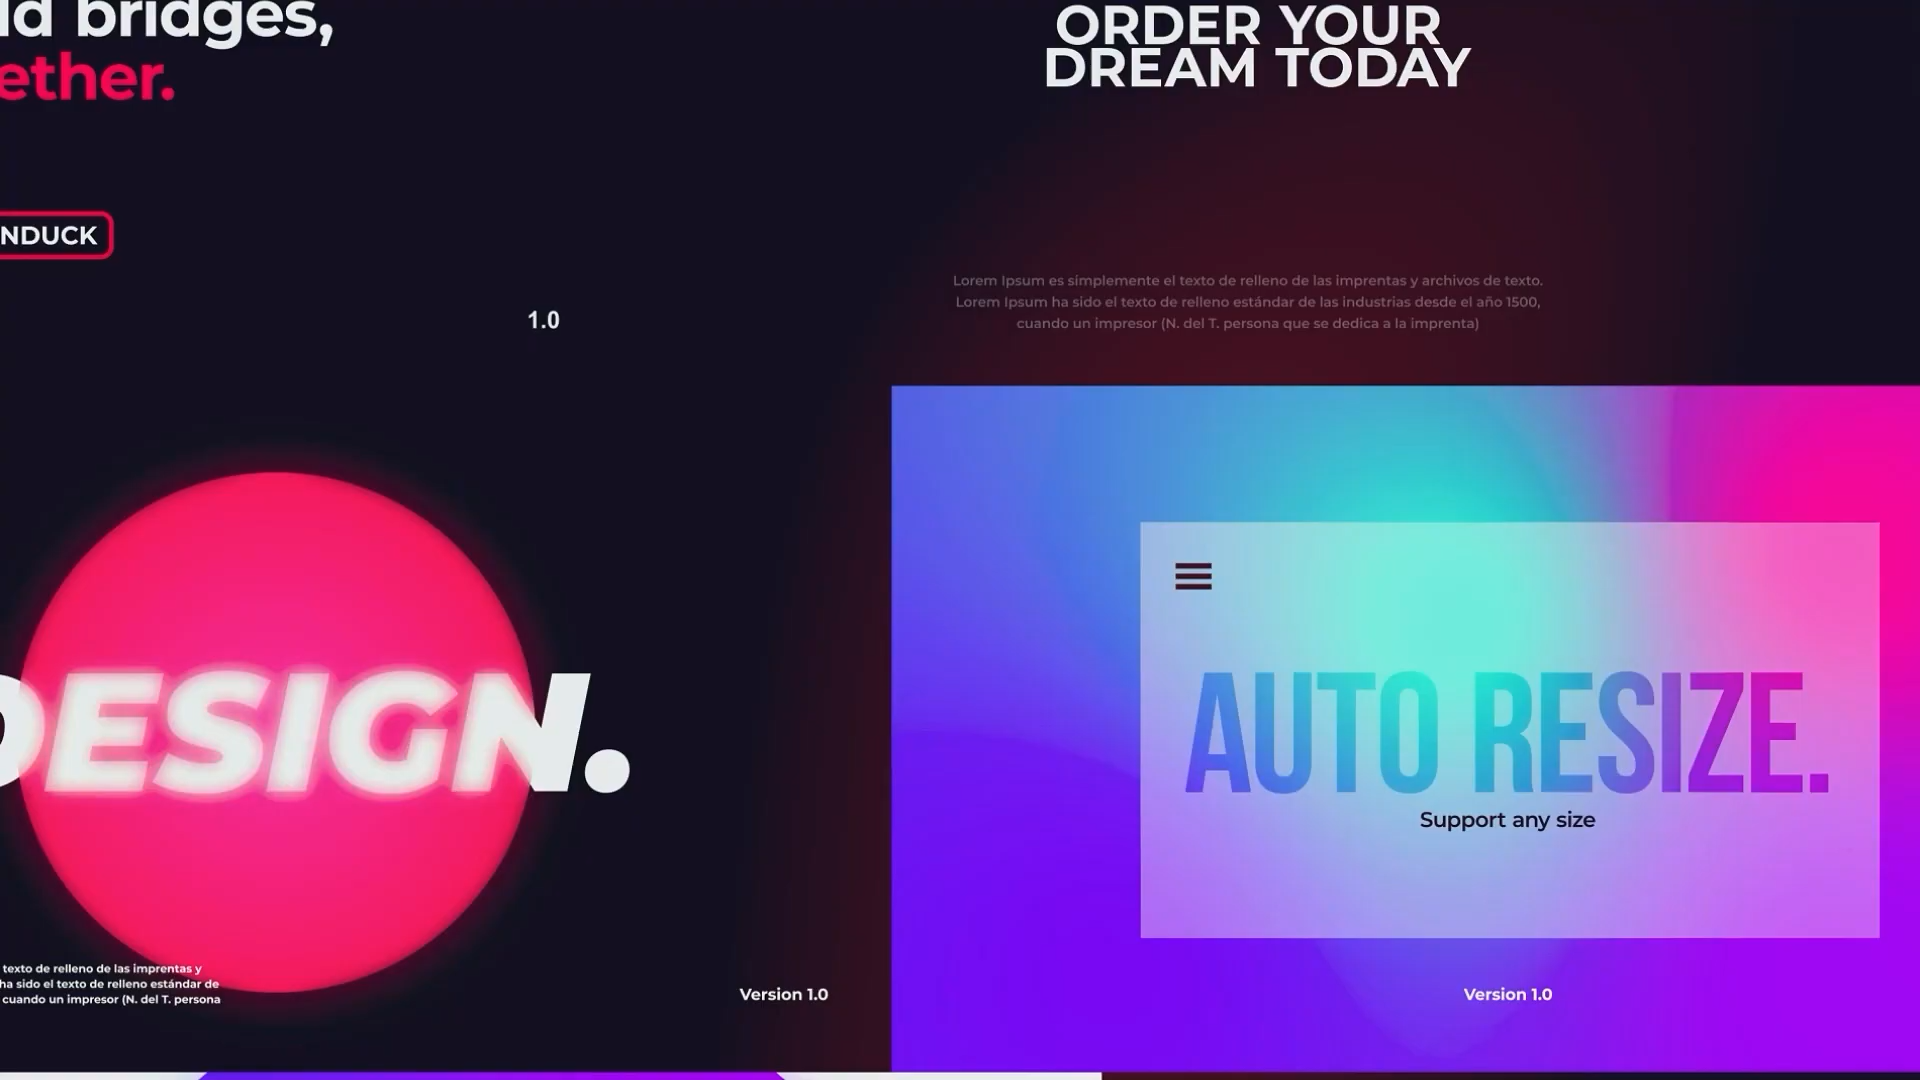 ld bridges,
ether.
NDUCK
1.0
ORDER YOUR
DREAM TODAY
Lorem Ipsum es simplemente el texto de relleno de las imprentas y archivos de texto.
Lorem Ipsum ha sido el texto de relleno estándar de las industrias desde el año 1500,
cuando un impresor (N. del T. persona que se dedica a la imprenta)
DESIGN.
texto de relleno de las imprentas y
ha sido el texto de relleno estándar de
cuando un impresor (N. del T. persona
Version 1.0
AUTO RESIZE.
Support any size
Version 1.0